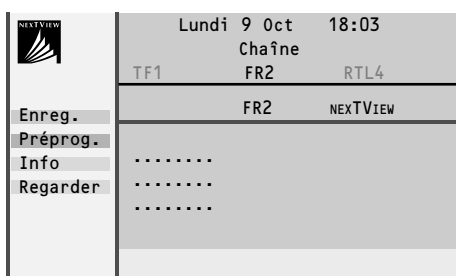 NEXTVIEW
Lundi 9 Oct 18:03
Chaîne
TF1 FR2 RTL4
FR2 NEXTVIEW
Enreg.
Préprog.
Info
Regarder
........
........
........